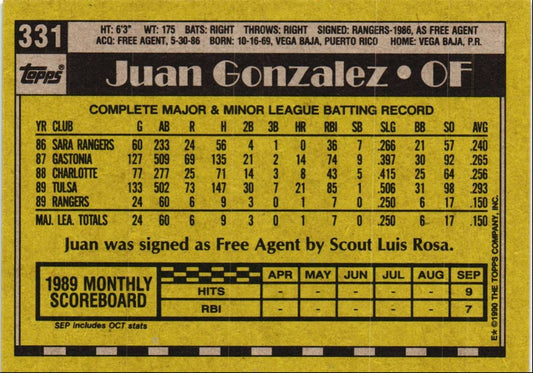 331
HT: 6'3" WT: 175 BATS: RIGHT THROWS: RIGHT SIGNED: RANGERS-1986, AS FREE AGENT
ACQ: FREE AGENT, 5-30-86 BORN: 10-16-69, VEGA BAJA, PUERTO RICO HOME: VEGA BAJA, P.R.
topps® Juan Gonzalez • OF
COMPLETE MAJOR & MINOR LEAGUE BATTING RECORD
YR CLUB G AB R H 2B 3B HR RBI SB SLG BB SO AVG
86 SARA RANGERS 60 233 24 56 4 1 0 36 7 .266 21 57 .240
87 GASTONIA 127 509 69 135 21 2 14 74 9 .397 30 92 .265
88 CHARLOTTE 77 277 25 71 14 3 8 43 5 .415 25 64 .256
89 TULSA 133 502 73 147 30 7 21 85 1 .506 31 98 .293
89 RANGERS 24 60 6 9 3 0 1 7 0 .250 6 17 .150
MAJ. LEA. TOTALS 24 60 6 9 3 0 1 7 0 .250 6 17 .150
Juan was signed as Free Agent by Scout Luis Rosa.
1989 MONTHLY
SCOREBOARD
APR MAY JUN JUL AUG SEP
HITS - - - - - 9
RBI - - - - - 7
SEP includes OCT stats
E★ ©1990 THE TOPPS COMPANY, INC.